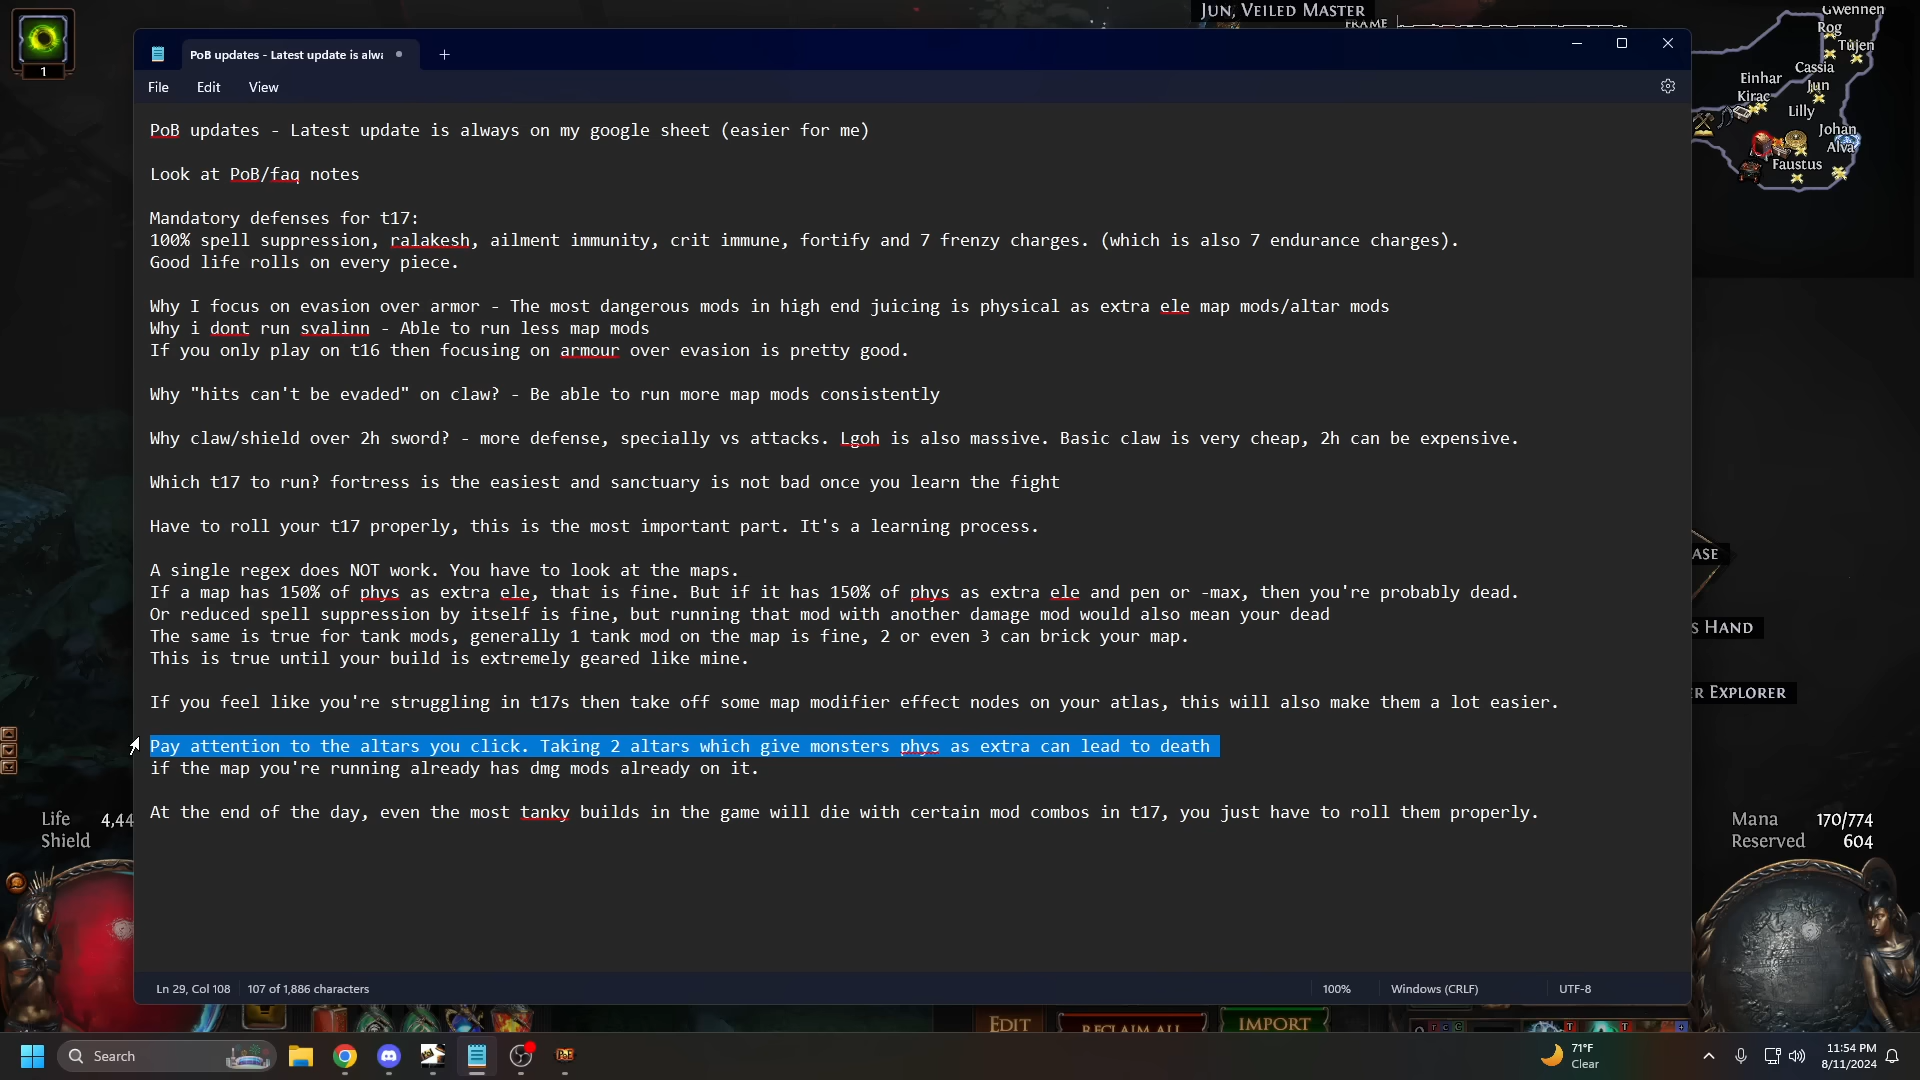 JUN, VEILED MASTER
FRAME
1
PoB updates - Latest update is alwa
File
Edit
View
Gwennen
Rog
Tujen
Cassia
Einhar
Jun
Kirac
Lilly
Johan
Alva
Faustus
PoB updates - Latest update is always on my google sheet (easier for me)
Look at PoB/faq notes
Mandatory defenses for t17:
100% spell suppression, ralakesh, ailment immunity, crit immune, fortify and 7 frenzy charges. (which is also 7 endurance charges).
Good life rolls on every piece.
Why I focus on evasion over armor - The most dangerous mods in high end juicing is physical as extra ele map mods/altar mods
Why i dont run svalinn - Able to run less map mods
If you only play on t16 then focusing on armour over evasion is pretty good.
Why "hits can't be evaded" on claw? - Be able to run more map mods consistently
Why claw/shield over 2h sword? - more defense, specially vs attacks. Lgoh is also massive. Basic claw is very cheap, 2h can be expensive.
Which t17 to run? fortress is the easiest and sanctuary is not bad once you learn the fight
Have to roll your t17 properly, this is the most important part. It's a learning process.
A single regex does NOT work. You have to look at the maps.
If a map has 150% of phys as extra ele, that is fine. But if it has 150% of phys as extra ele and pen or -max, then you're probably dead.
Or reduced spell suppression by itself is fine, but running that mod with another damage mod would also mean your dead
The same is true for tank mods, generally 1 tank mod on the map is fine, 2 or even 3 can brick your map.
This is true until your build is extremely geared like mine.
If you feel like you're struggling in t17s then take off some map modifier effect nodes on your atlas, this will also make them a lot easier.
Pay attention to the altars you click. Taking 2 altars which give monsters phys as extra can lead to death
if the map you're running already has dmg mods already on it.
At the end of the day, even the most tanky builds in the game will die with certain mod combos in t17, you just have to roll them properly.
ASE
S HAND
R EXPLORER
Life 4,44
Shield
Mana 170/774
Reserved 604
Ln 29, Col 108
107 of 1,886 characters
100%
Windows (CRLF)
UTF-8
EDIT
RECLAIM ALL
IMPORT
Search
71°F
Clear
11:54 PM
8/11/2024